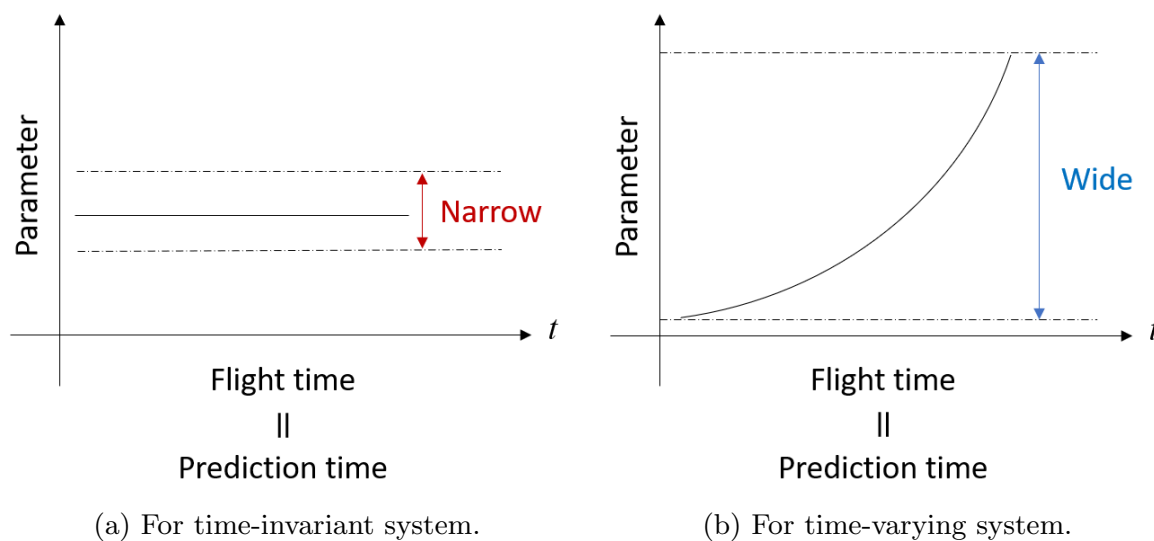 Parameter
Narrow
t
Flight time
=
Prediction time
(a) For time-invariant system.
Parameter
Wide
t
Flight time
=
Prediction time
(b) For time-varying system.